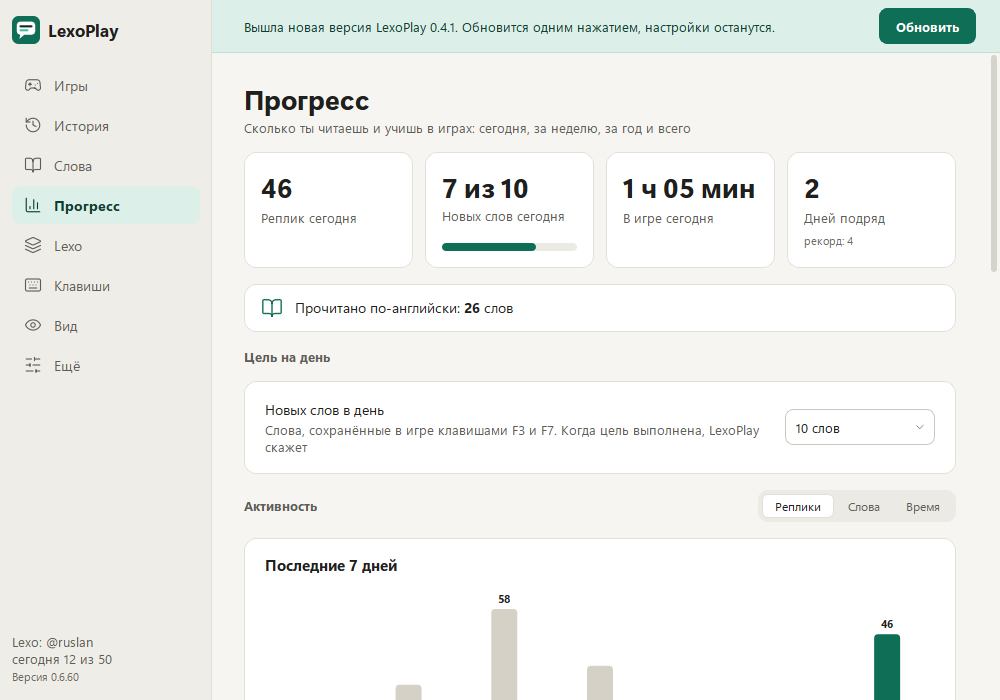 LexoPlay
Игры
История
Слова
Прогресс
Lexo
Клавиши
Вид
Ещё
Lexo: @ruslan
сегодня 12 из 50
Версия 0.6.60
Вышла новая версия LexoPlay 0.4.1. Обновится одним нажатием, настройки останутся.
Обновить
Прогресс
Сколько ты читаешь и учишь в играх: сегодня, за неделю, за год и всего
46
Реплик сегодня
7 из 10
Новых слов сегодня
1 ч 05 мин
В игре сегодня
2
Дней подряд
рекорд: 4
Прочитано по-английски: 26 слов
Цель на день
Новых слов в день
Слова, сохранённые в игре клавишами F3 и F7. Когда цель выполнена, LexoPlay
скажет
10 слов
Активность
Реплики
Слова
Время
Последние 7 дней
58
46